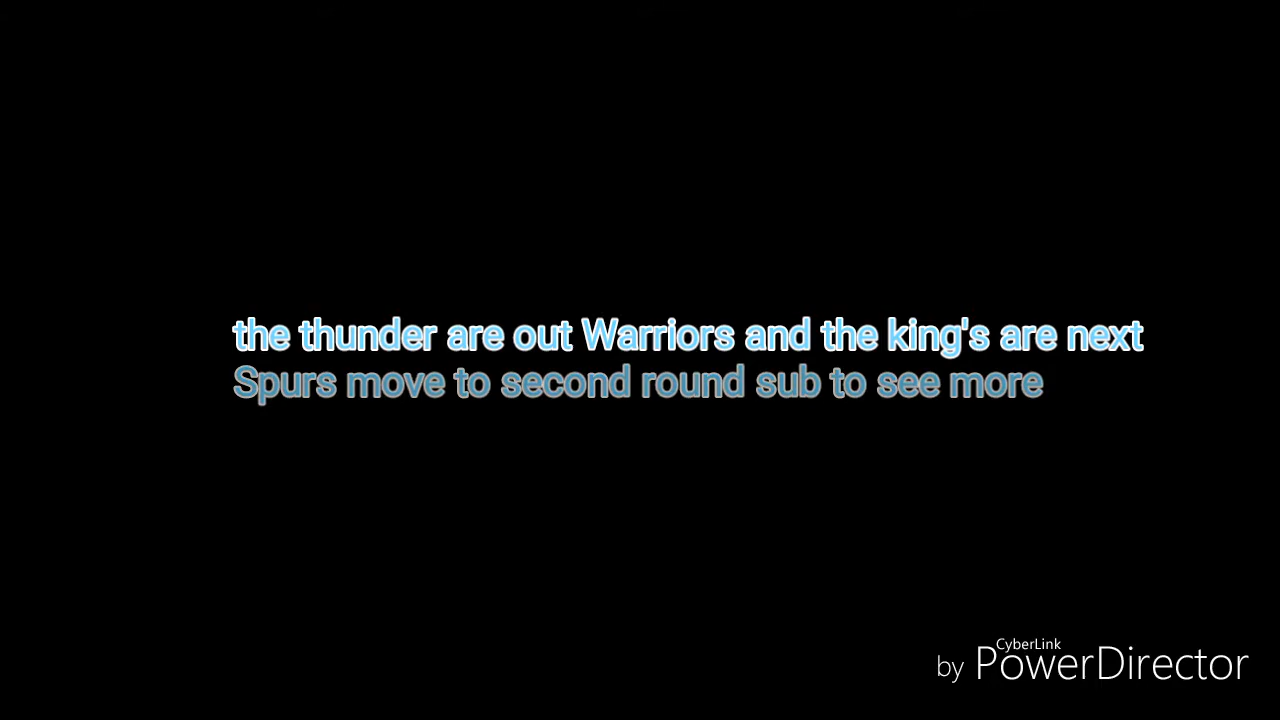 the thunder are out Warriors and the king's are next
Spurs move to second round sub to see more
CyberLink
by PowerDirector